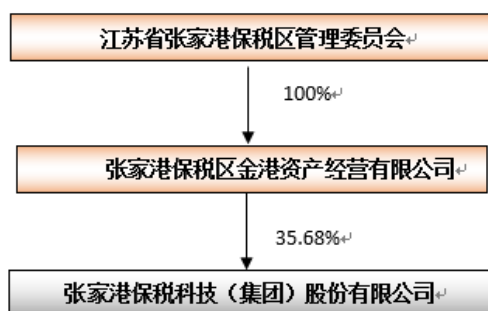 江苏省张家港保税区管理委员会
100%
张家港保税区金港资产经营有限公司
35.68%
张家港保税科技（集团）股份有限公司